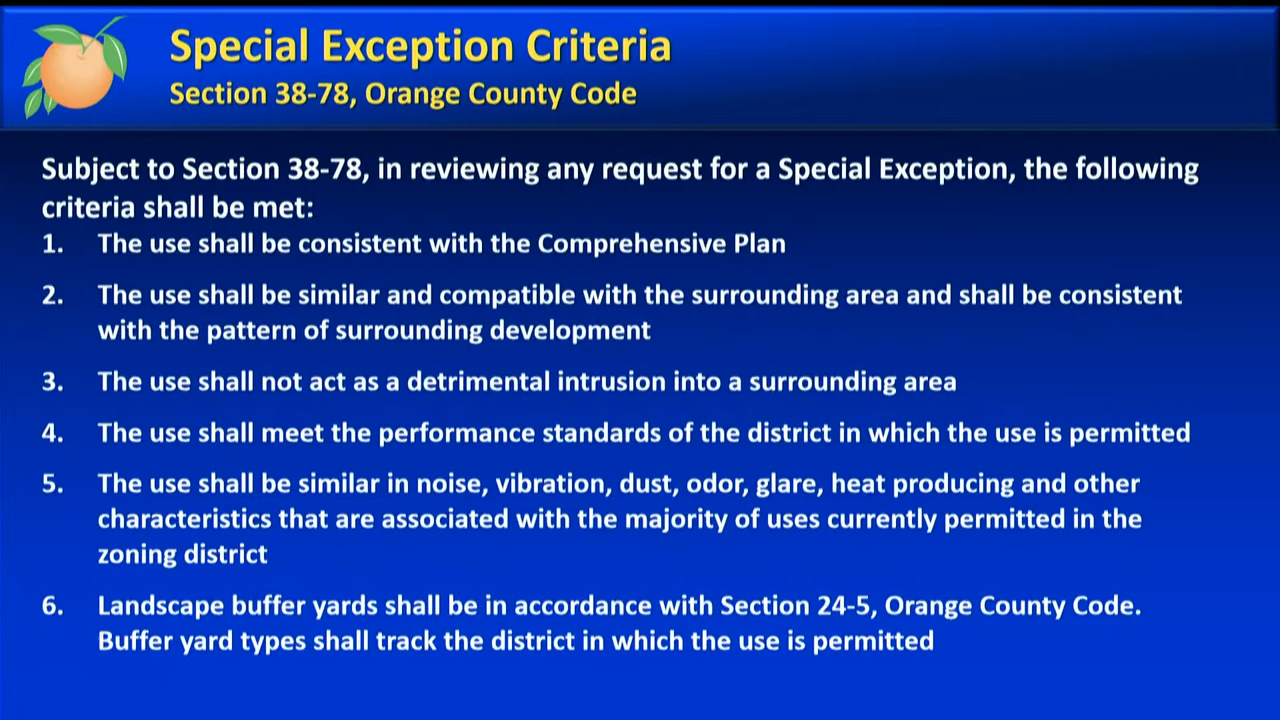 Special Exception Criteria
Section 38-78, Orange County Code
Subject to Section 38-78, in reviewing any request for a Special Exception, the following
criteria shall be met:
1. The use shall be consistent with the Comprehensive Plan
2. The use shall be similar and compatible with the surrounding area and shall be consistent
with the pattern of surrounding development
3. The use shall not act as a detrimental intrusion into a surrounding area
4. The use shall meet the performance standards of the district in which the use is permitted
5. The use shall be similar in noise, vibration, dust, odor, glare, heat producing and other
characteristics that are associated with the majority of uses currently permitted in the
zoning district
6. Landscape buffer yards shall be in accordance with Section 24-5, Orange County Code.
Buffer yard types shall track the district in which the use is permitted